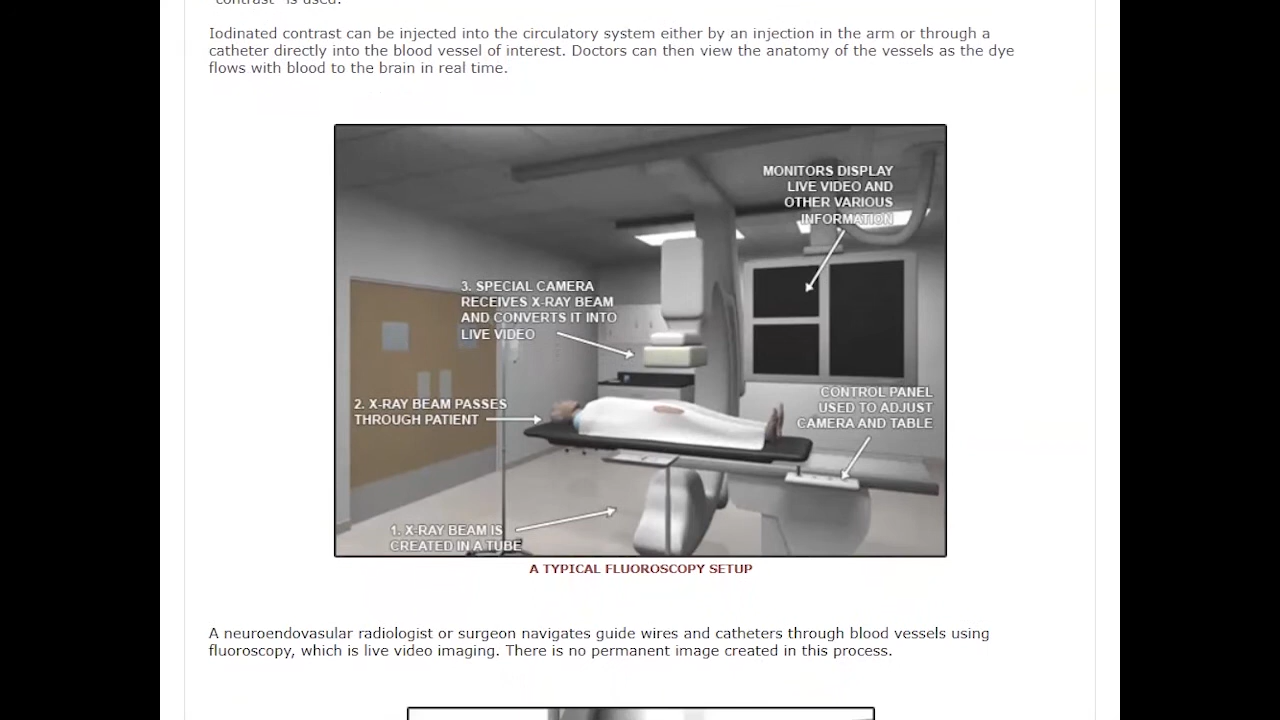 "contrast" is used.
Iodinated contrast can be injected into the circulatory system either by an injection in the arm or through a
catheter directly into the blood vessel of interest. Doctors can then view the anatomy of the vessels as the dye
flows with blood to the brain in real time.
MONITORS DISPLAY
LIVE VIDEO AND
OTHER VARIOUS
INFORMATION
3. SPECIAL CAMERA
RECEIVES X-RAY BEAM
AND CONVERTS IT INTO
LIVE VIDEO
2. X-RAY BEAM PASSES
THROUGH PATIENT
CONTROL PANEL
USED TO ADJUST
CAMERA AND TABLE
1. X-RAY BEAM IS
CREATED IN A TUBE
A TYPICAL FLUOROSCOPY SETUP
A neuroendovasular radiologist or surgeon navigates guide wires and catheters through blood vessels using
fluoroscopy, which is live video imaging. There is no permanent image created in this process.